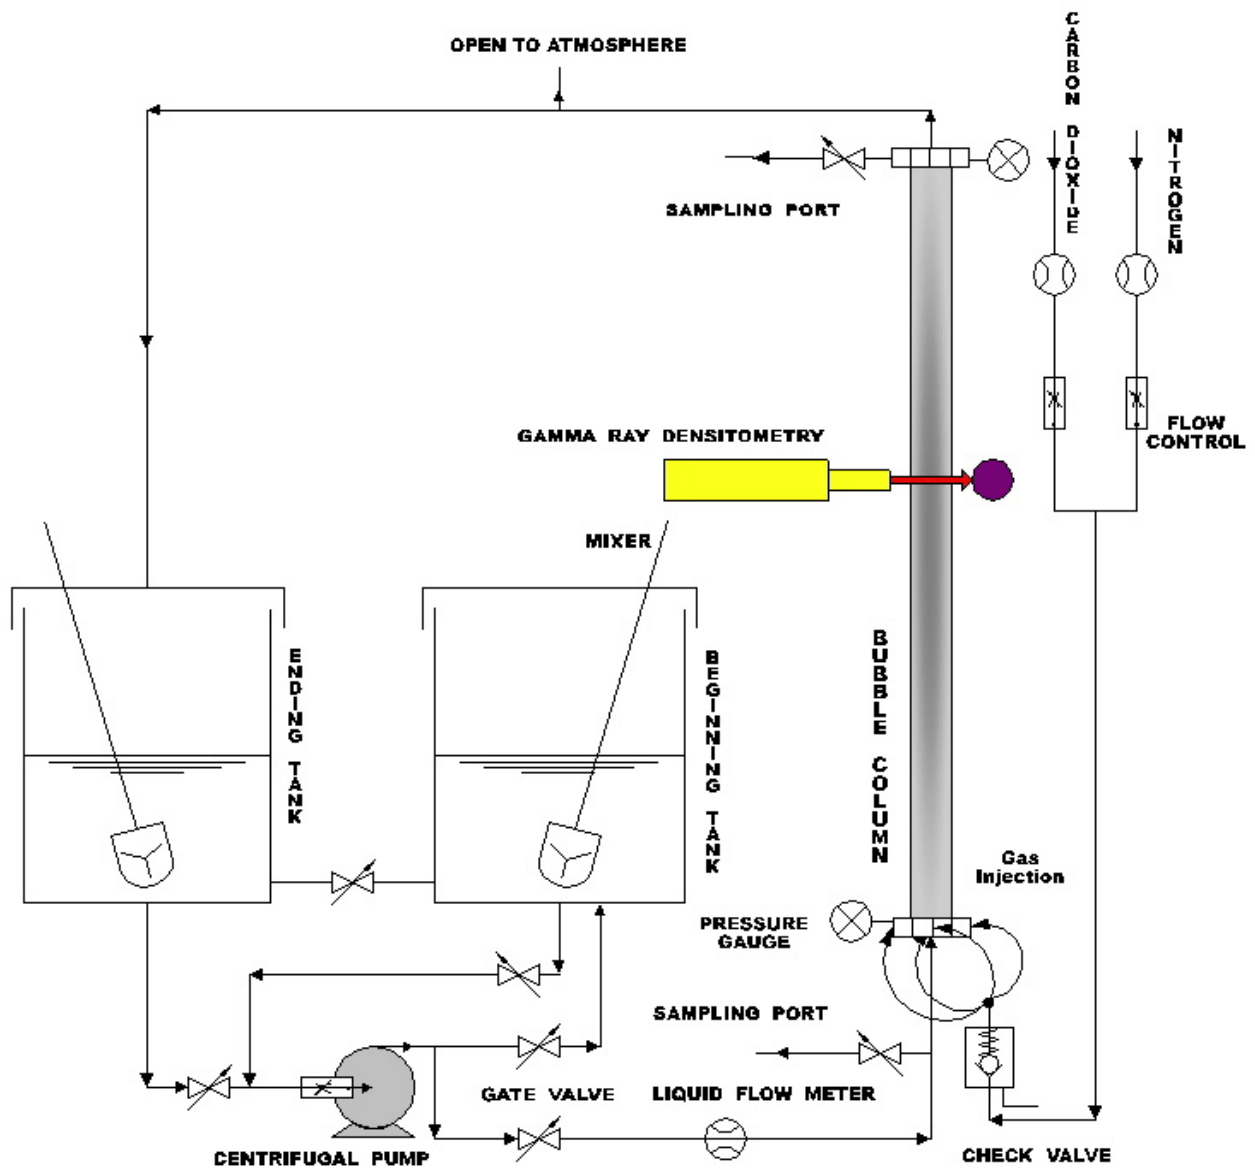 OPEN TO ATMOSPHERE
CARBON DIOXIDE
NITROGEN
SAMPLING PORT
FLOW
CONTROL
GAMMA RAY DENSITOMETRY
MIXER
ENDING TANK
BEGINNING TANK
BUBBLE COLUMN
Gas
Injection
PRESSURE
GAUGE
SAMPLING PORT
GATE VALVE
LIQUID FLOW METER
CENTRIFUGAL PUMP
CHECK VALVE